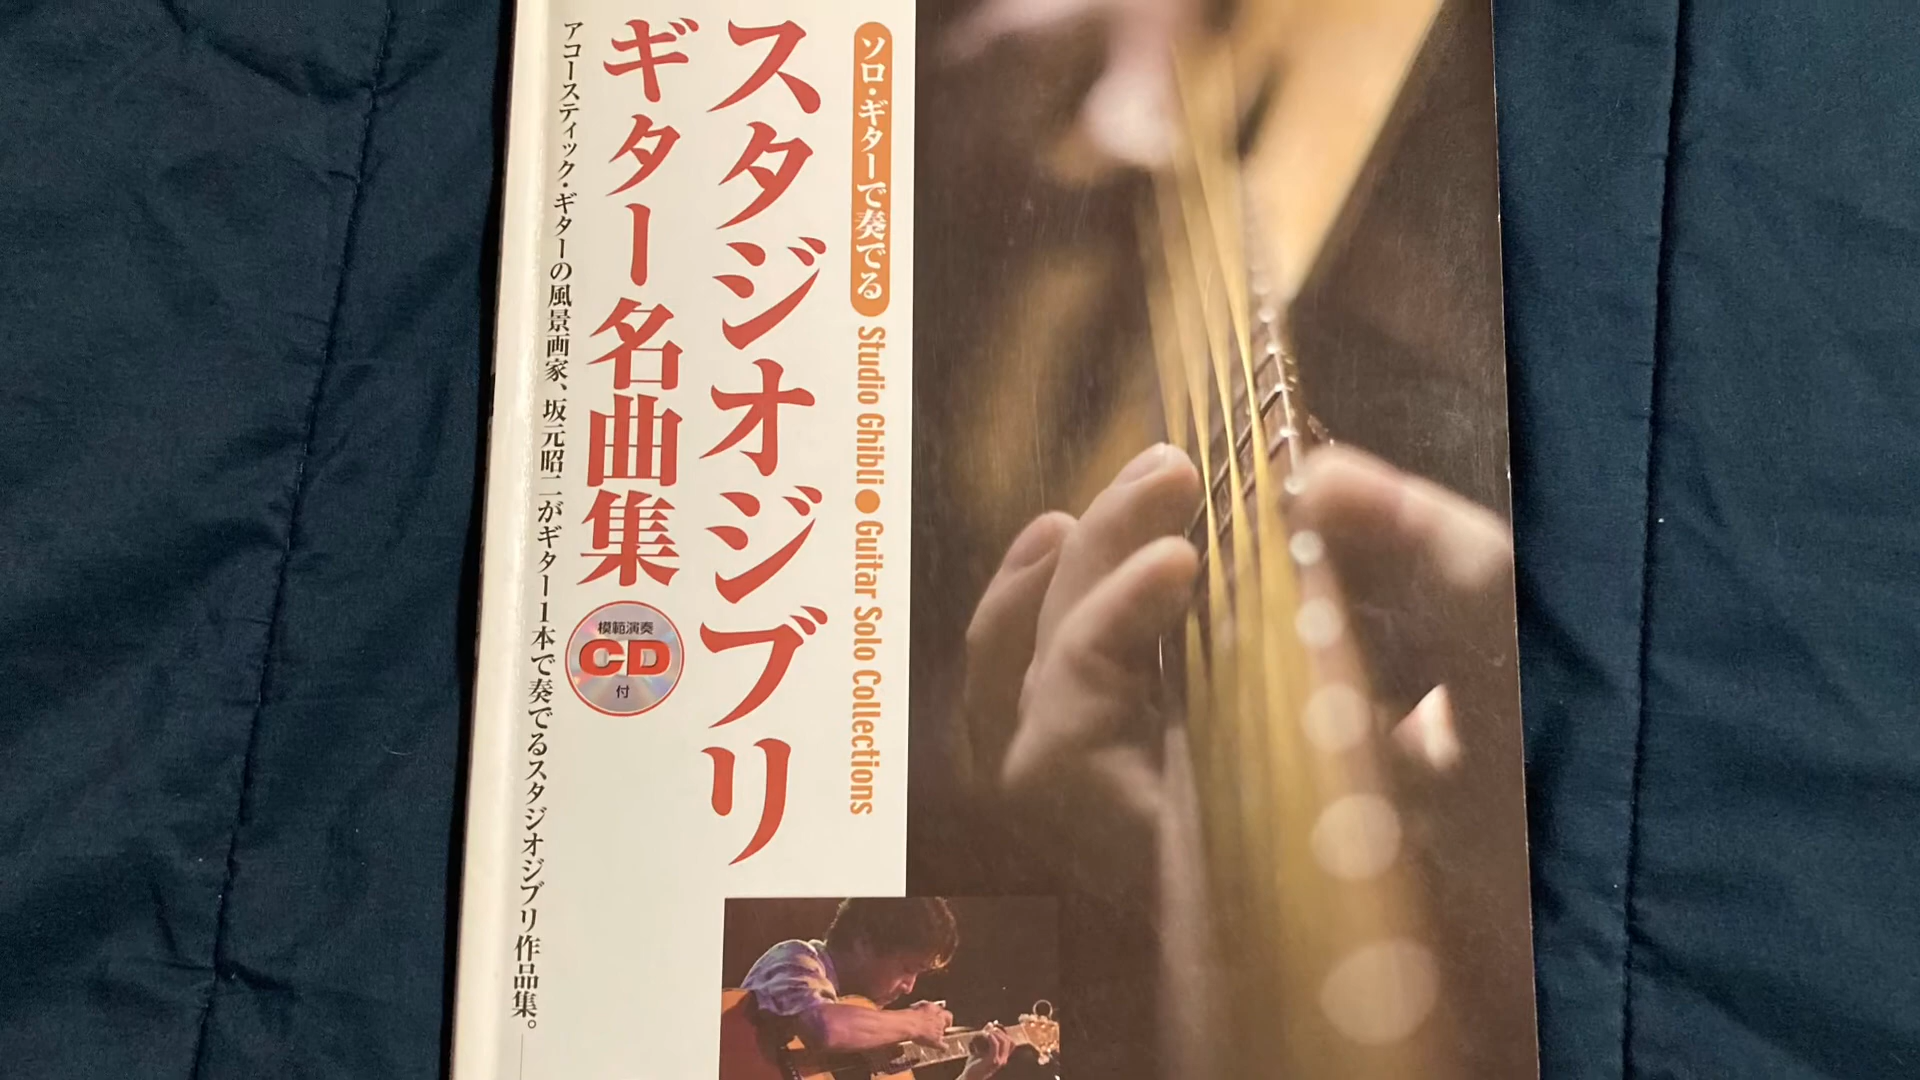 ソロ・ギターで奏でる
Studio Ghibli●Guitar Solo Collections
スタジオジブリ
ギター名曲集
模範演奏
CD
付
アコースティック・ギターの風景画家、坂元昭二がギター1本で奏でるスタジオジブリ作品集。